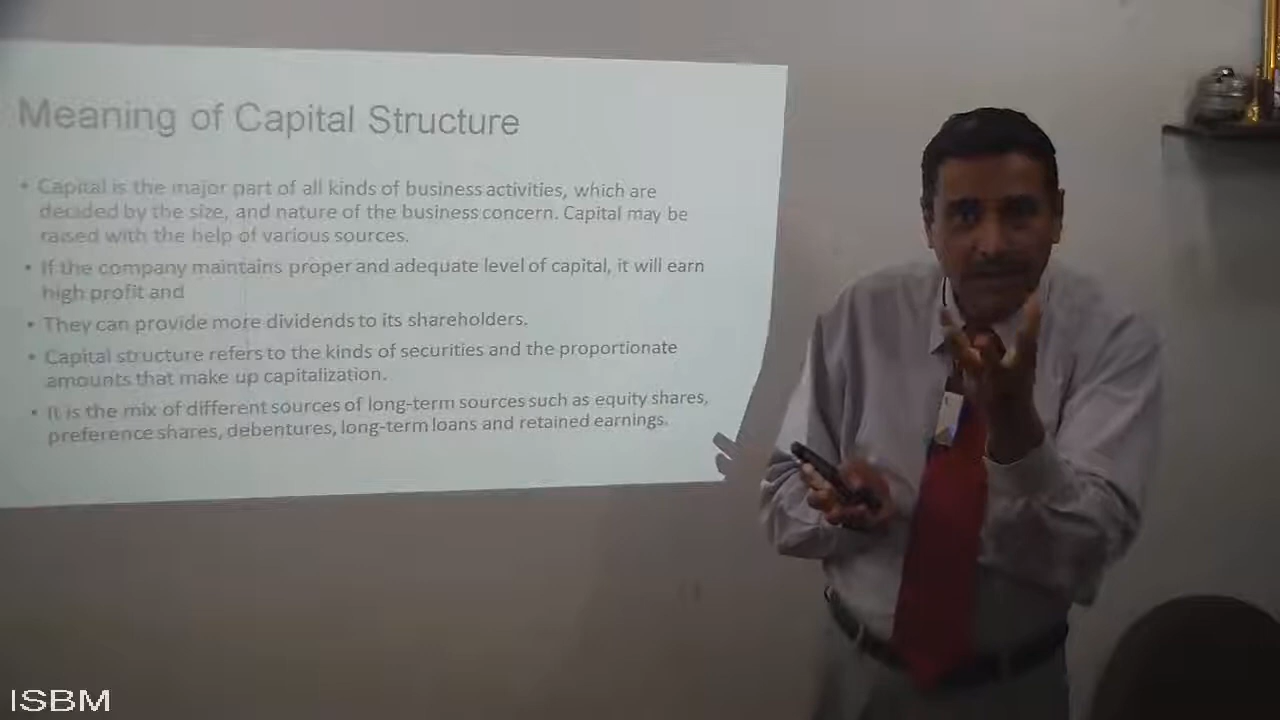 Meaning of Capital Structure
• Capital is the major part of all kinds of business activities, which are
decided by the size, and nature of the business concern. Capital may be
raised with the help of various sources.
• If the company maintains proper and adequate level of capital, it will earn
high profit and
• They can provide more dividends to its shareholders.
• Capital structure refers to the kinds of securities and the proportionate
amounts that make up capitalization.
• It is the mix of different sources of long-term sources such as equity shares,
preference shares, debentures, long-term loans and retained earnings.
ISBM